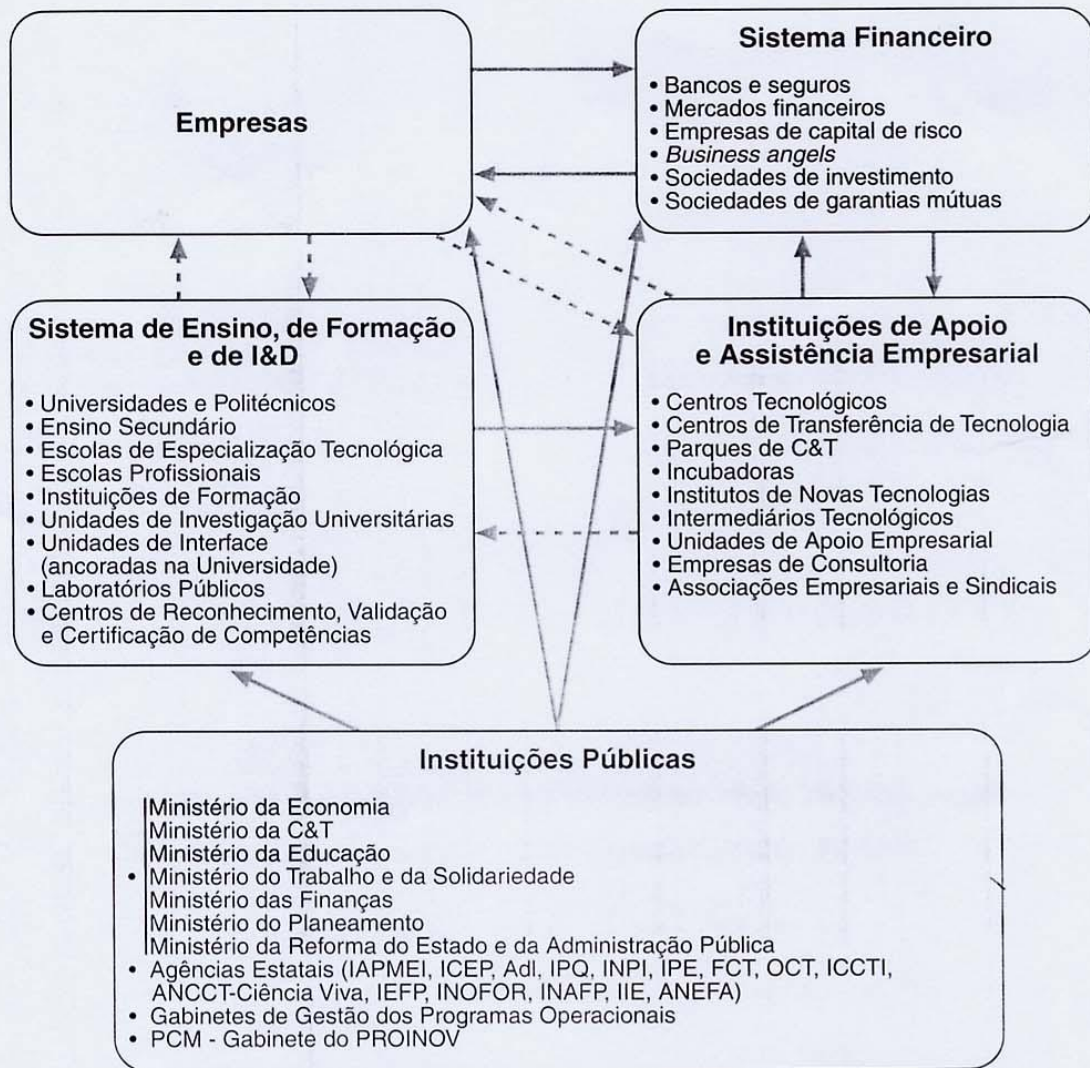 Empresas
Sistema Financeiro
• Bancos e seguros
• Mercados financeiros
• Empresas de capital de risco
• Business angels
• Sociedades de investimento
• Sociedades de garantias mútuas
Sistema de Ensino, de Formação
e de I&D
• Universidades e Politécnicos
• Ensino Secundário
• Escolas de Especialização Tecnológica
• Escolas Profissionais
• Instituições de Formação
• Unidades de Investigação Universitárias
• Unidades de Interface
(ancoradas na Universidade)
• Laboratórios Públicos
• Centros de Reconhecimento, Validação
e Certificação de Competências
Instituições de Apoio
e Assistência Empresarial
• Centros Tecnológicos
• Centros de Transferência de Tecnologia
• Parques de C&T
• Incubadoras
• Institutos de Novas Tecnologias
• Intermediários Tecnológicos
• Unidades de Apoio Empresarial
• Empresas de Consultoria
• Associações Empresariais e Sindicais
Instituições Públicas
Ministério da Economia
Ministério da C&T
Ministério da Educação
• Ministério do Trabalho e da Solidariedade
Ministério das Finanças
Ministério do Planeamento
Ministério da Reforma do Estado e da Administração Pública
• Agências Estatais (IAPMEI, ICEP, AdI, IPQ, INPI, IPE, FCT, OCT, ICCTI,
ANCCT-Ciência Viva, IEFP, INOFOR, INAFP, IIE, ANEFA)
• Gabinetes de Gestão dos Programas Operacionais
• PCM - Gabinete do PROINOV